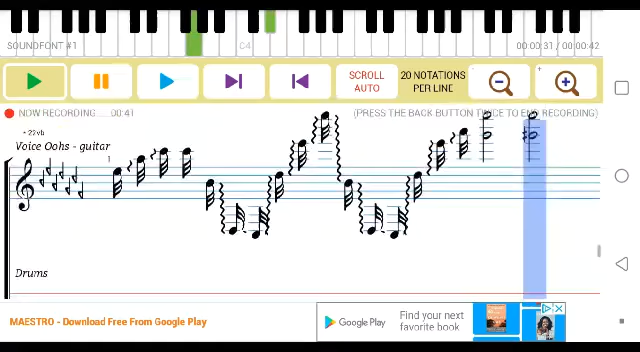 SOUNDFONT #1
C4
00:00:31 / 00:00:42
SCROLL
AUTO
20 NOTATIONS
PER LINE
- +
NOW RECORDING.....00:41
(PRESS THE BACK BUTTON TWICE TO END RECORDING)
* 22vb
Voice Oohs - guitar
1
Drums
MAESTRO - Download Free From Google Play
Google Play
Find your next
favorite book